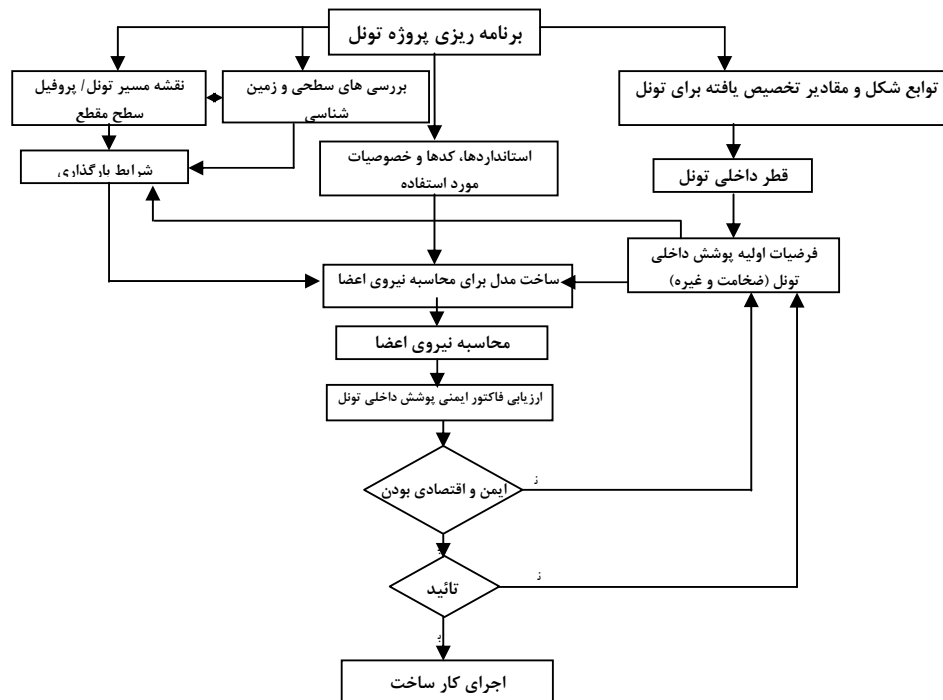 برنامه ریزی پروژه تونل
نقشه مسیر تونل/ پروفیل
سطح مقطع
بررسی های سطحی و زمین
شناسی
توابع شکل و مقادیر تخصیص یافته برای تونل
استانداردها، کدها و خصوصیات
مورد استفاده
شرایط بارگذاری
قطر داخلی تونل
فرضیات اولیه پوشش داخلی
تونل (ضخامت و غیره)
ساخت مدل برای محاسبه نیروی اعضا
محاسبه نیروی اعضا
ارزیابی فاکتور ایمنی پوشش داخلی تونل
ایمن و اقتصادی بودن
تائید
اجرای کار ساخت